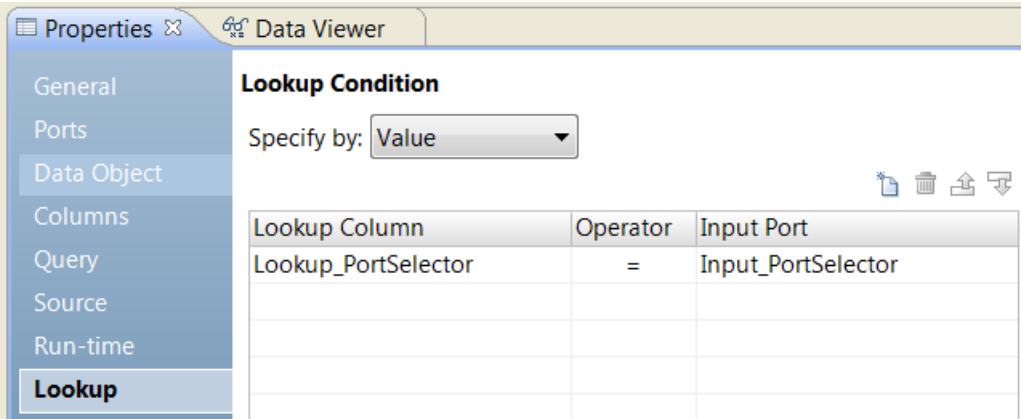 Properties Data Viewer
General
Ports
Data Object
Columns
Query
Source
Run-time
Lookup
Lookup Condition
Specify by: Value
Lookup Column Operator Input Port
Lookup_PortSelector = Input_PortSelector